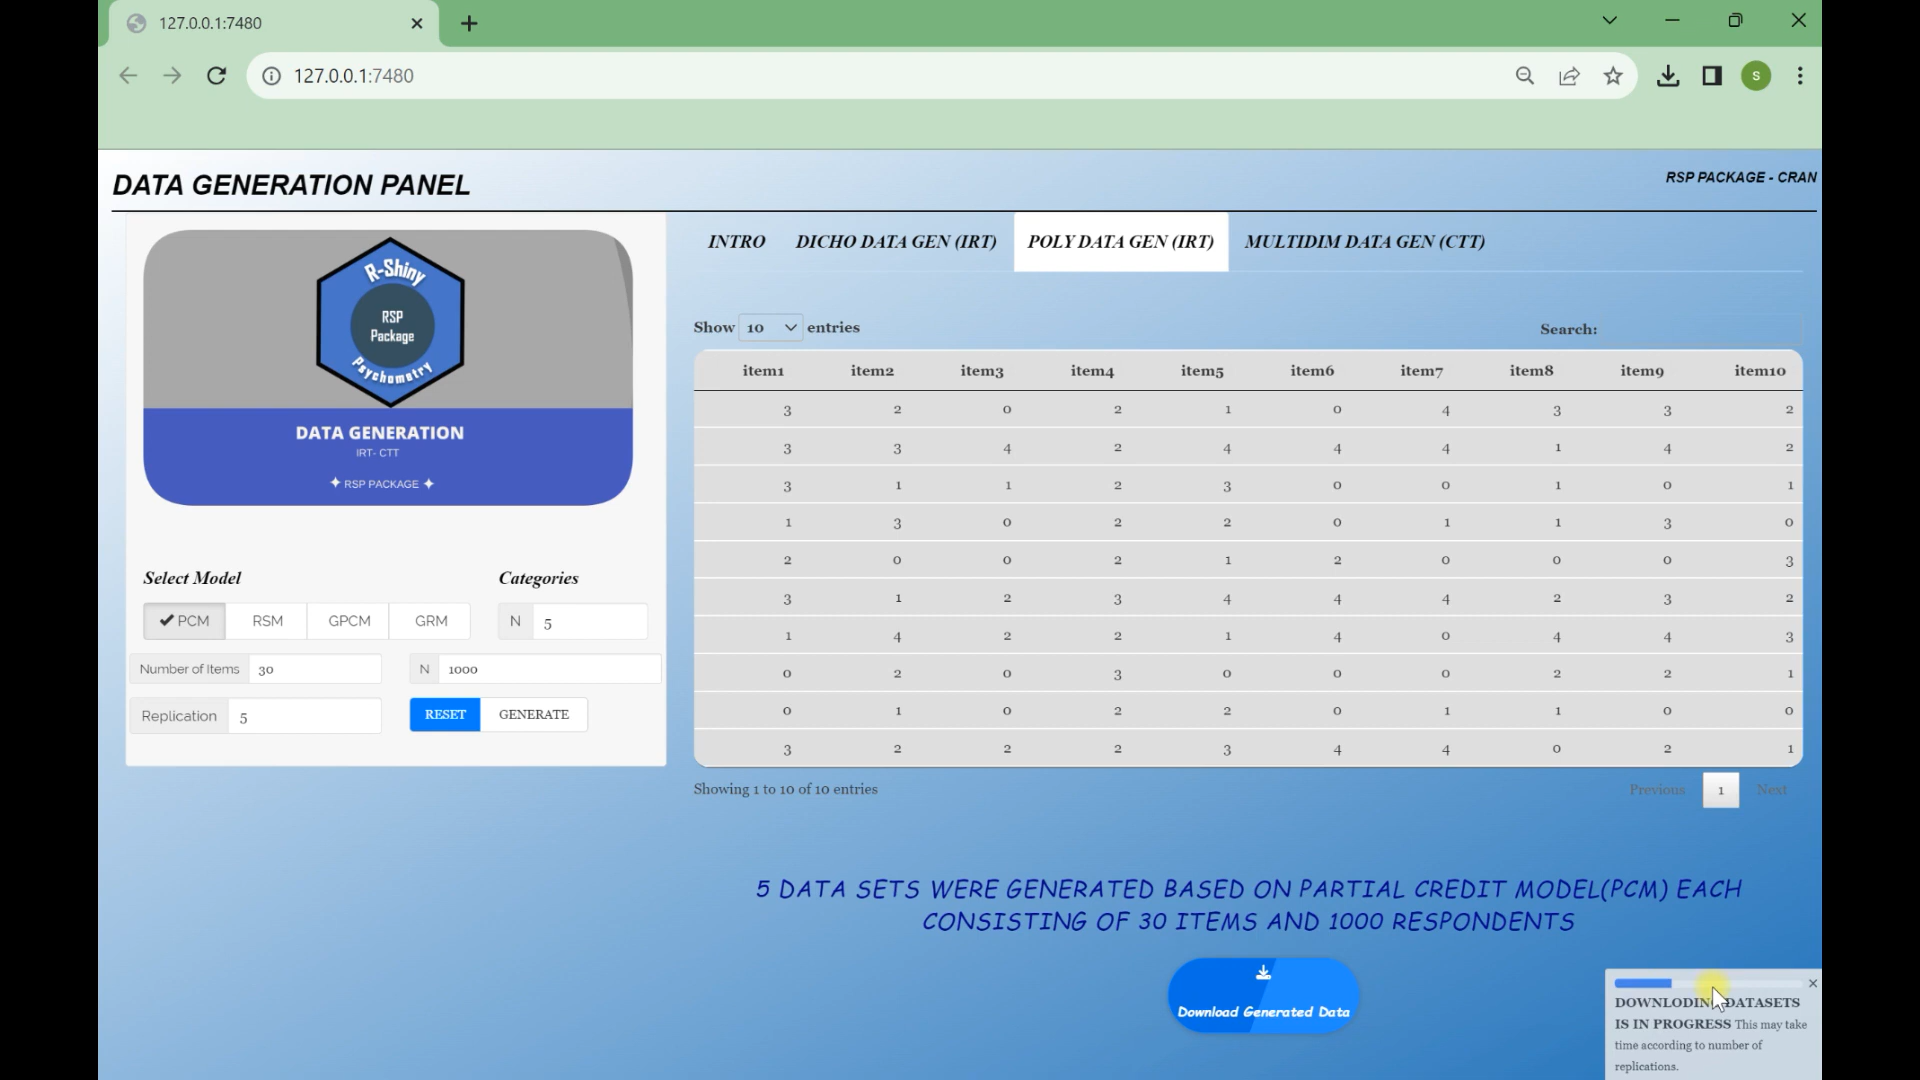 127.0.0.1:7480
127.0.0.1:7480
S
DATA GENERATION PANEL
RSP PACKAGE - CRAN
R-Shiny
RSP
Package
Psychometry
DATA GENERATION
IRT- CTT
RSP PACKAGE
Select Model
Categories
PCM RSM GPCM GRM
N 5
Number of Items 30
N 1000
Replication 5
RESET GENERATE
INTRO DICHO DATA GEN (IRT) POLY DATA GEN (IRT) MULTIDIM DATA GEN (CTT)
Show 10 entries
Search:
item1 item2 item3 item4 item5 item6 item7 item8 item9 item10
3 2 0 2 1 0 4 3 3 2
3 3 4 2 4 4 4 1 4 2
3 1 1 2 3 0 0 1 0 1
1 3 0 2 2 0 1 1 3 0
2 0 0 2 1 2 0 0 0 3
3 1 2 3 4 4 4 2 3 2
1 4 2 2 1 4 0 4 4 3
0 2 0 3 0 0 0 2 2 1
0 1 0 2 2 0 1 1 0 0
3 2 2 2 3 4 4 0 2 1
Showing 1 to 10 of 10 entries
Previous 1 Next
5 DATA SETS WERE GENERATED BASED ON PARTIAL CREDIT MODEL(PCM) EACH
CONSISTING OF 30 ITEMS AND 1000 RESPONDENTS
Download Generated Data
DOWNLODING DATASETS
IS IN PROGRESS This may take
time according to number of
replications.